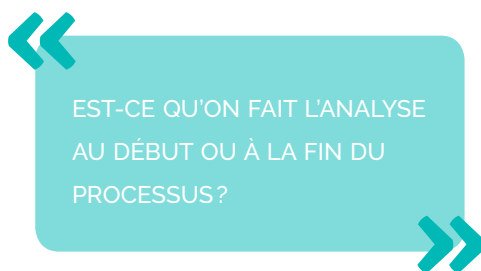 EST-CE QU’ON FAIT L’ANALYSE
AU DÉBUT OU À LA FIN DU
PROCESSUS ?